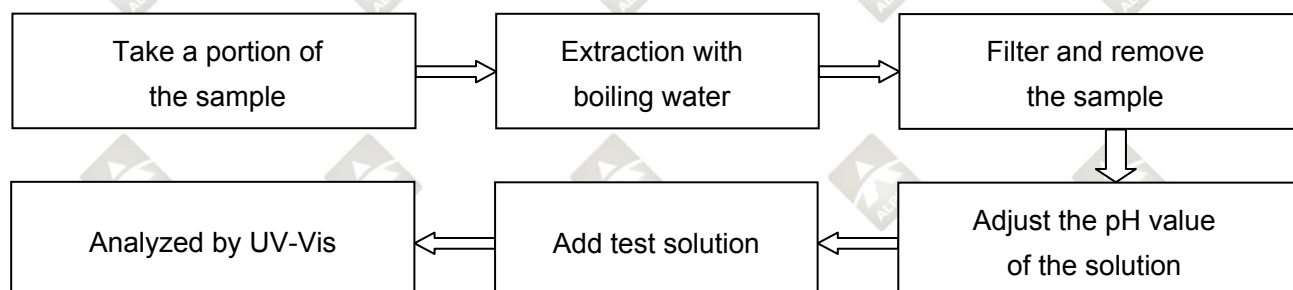 Take a portion of
the sample
Extraction with
boiling water
Filter and remove
the sample
Adjust the pH value
of the solution
Add test solution
Analyzed by UV-Vis